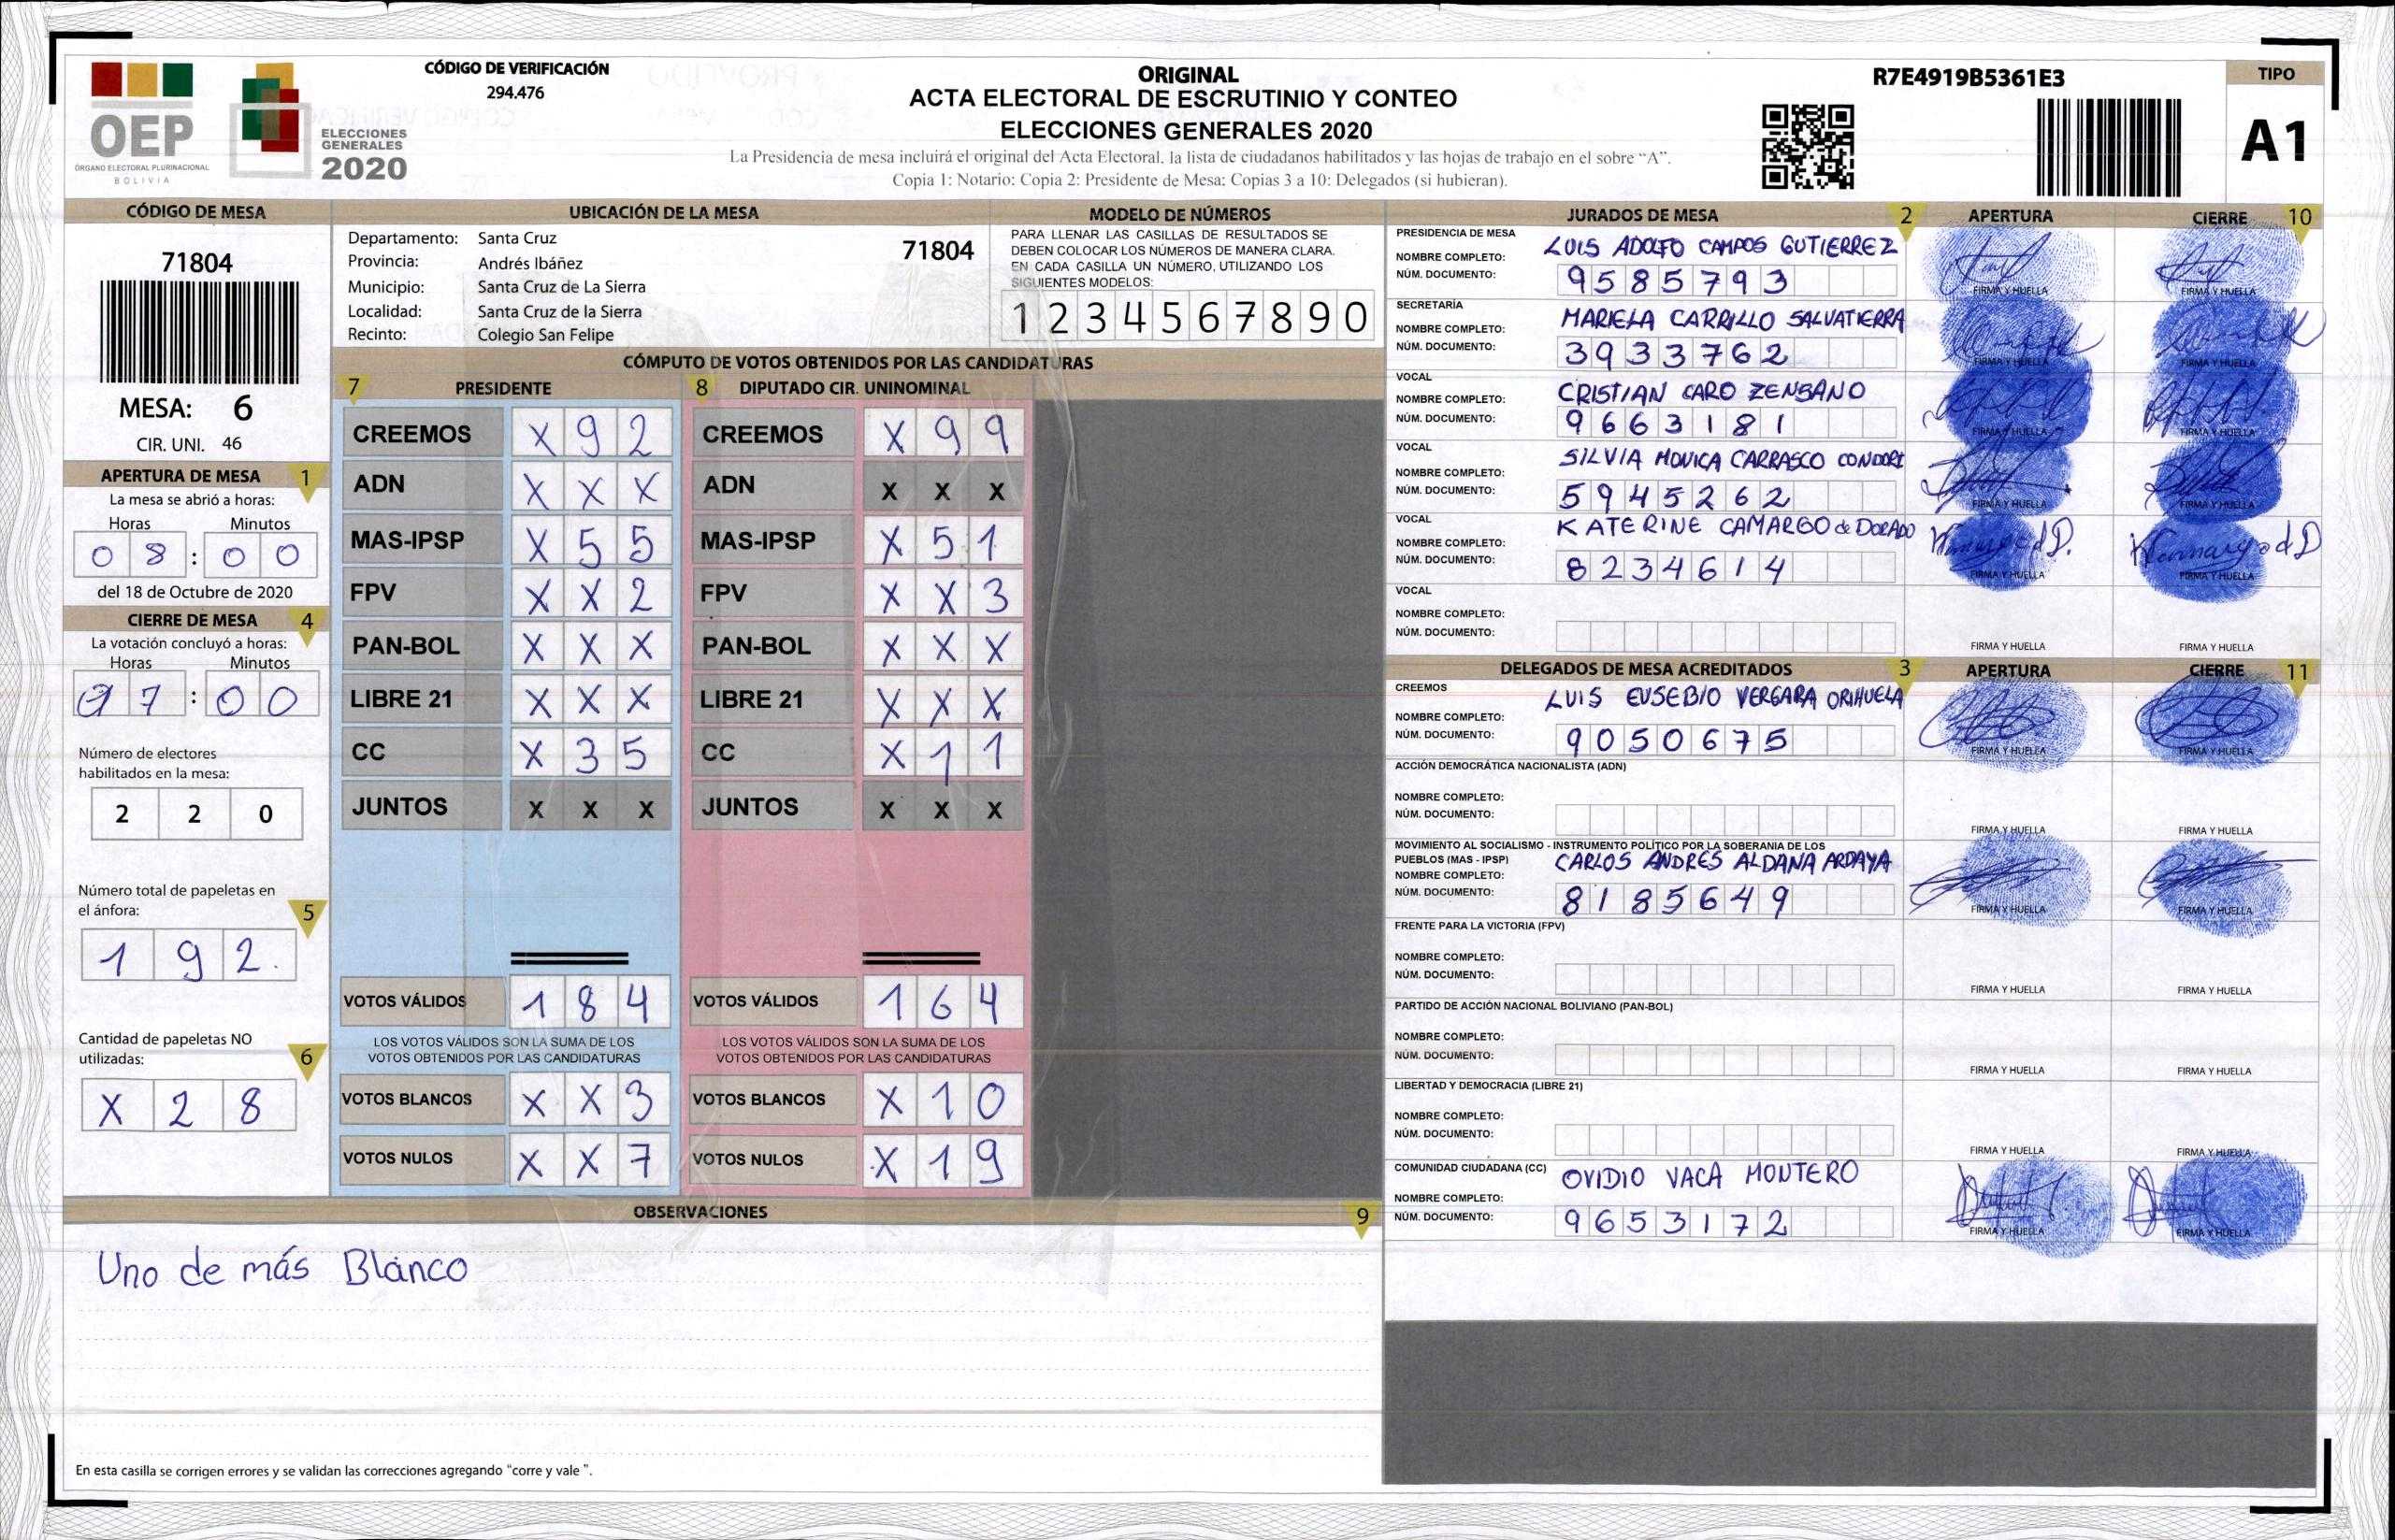 CÓDIGO DE VERIFICACIÓN
294.476
OEP
ÓRGANO ELECTORAL PLURINACIONAL
BOLIVIA
ELECCIONES
GENERALES
2020
ORIGINAL
ACTA ELECTORAL DE ESCRUTINIO Y CONTEO
ELECCIONES GENERALES 2020
La Presidencia de mesa incluirá el original del Acta Electoral, la lista de ciudadanos habilitados y las hojas de trabajo en el sobre “A”.
Copia 1: Notario: Copia 2: Presidente de Mesa: Copias 3 a 10: Delegados (si hubieran).
R7E4919B5361E3
TIPO
A1
CÓDIGO DE MESA
71804
MESA: 6
CIR. UNI. 46
APERTURA DE MESA 1
La mesa se abrió a horas:
Horas Minutos
0 8 : 0 0
del 18 de Octubre de 2020
CIERRE DE MESA 4
La votación concluyó a horas:
Horas Minutos
7 : 0 0
Número de electores
habilitados en la mesa:
2 2 0
Número total de papeletas en
el ánfora: 5
1 9 2
Cantidad de papeletas NO
utilizadas: 6
X 2 8
UBICACIÓN DE LA MESA
Departamento: Santa Cruz 71804
Provincia: Andrés Ibáñez
Municipio: Santa Cruz de La Sierra
Localidad: Santa Cruz de la Sierra
Recinto: Colegio San Felipe
MODELO DE NÚMEROS
PARA LLENAR LAS CASILLAS DE RESULTADOS SE
DEBEN COLOCAR LOS NÚMEROS DE MANERA CLARA.
EN CADA CASILLA UN NÚMERO, UTILIZANDO LOS
SIGUIENTES MODELOS:
1 2 3 4 5 6 7 8 9 0
CÓMPUTO DE VOTOS OBTENIDOS POR LAS CANDIDATURAS
7 PRESIDENTE
CREEMOS X 9 2
ADN X X X
MAS-IPSP X 5 5
FPV X X 2
PAN-BOL X X X
LIBRE 21 X X X
CC X 3 5
JUNTOS X X X
VOTOS VÁLIDOS 1 8 4
LOS VOTOS VÁLIDOS SON LA SUMA DE LOS
VOTOS OBTENIDOS POR LAS CANDIDATURAS
VOTOS BLANCOS X X 3
VOTOS NULOS X X 7
8 DIPUTADO CIR. UNINOMINAL
CREEMOS X 9 9
ADN X X X
MAS-IPSP X 5 1
FPV X X 3
PAN-BOL X X X
LIBRE 21 X X X
CC X 1 1
JUNTOS X X X
VOTOS VÁLIDOS 1 6 4
LOS VOTOS VÁLIDOS SON LA SUMA DE LOS
VOTOS OBTENIDOS POR LAS CANDIDATURAS
VOTOS BLANCOS X 1 0
VOTOS NULOS X 1 9
OBSERVACIONES 9
Uno de más Blanco
En esta casilla se corrigen errores y se validan las correcciones agregando “corre y vale ”.
JURADOS DE MESA 2 APERTURA CIERRE 10
PRESIDENCIA DE MESA
NOMBRE COMPLETO: LUIS ADOLFO CAMPOS GUTIERREZ
NÚM. DOCUMENTO: 9585793
FIRMA Y HUELLA FIRMA Y HUELLA
SECRETARÍA
NOMBRE COMPLETO: MARIELA CARRILLO SALVATIERRA
NÚM. DOCUMENTO: 3933762
FIRMA Y HUELLA FIRMA Y HUELLA
VOCAL
NOMBRE COMPLETO: CRISTIAN CARO ZENSANO
NÚM. DOCUMENTO: 9663181
FIRMA Y HUELLA FIRMA Y HUELLA
VOCAL
NOMBRE COMPLETO: SILVIA MONICA CARRASCO CONDORI
NÚM. DOCUMENTO: 5945262
FIRMA Y HUELLA FIRMA Y HUELLA
VOCAL
NOMBRE COMPLETO: KATERINE CAMARGO de DORADO
NÚM. DOCUMENTO: 8234614
FIRMA Y HUELLA FIRMA Y HUELLA
VOCAL
NOMBRE COMPLETO:
NÚM. DOCUMENTO:
FIRMA Y HUELLA FIRMA Y HUELLA
DELEGADOS DE MESA ACREDITADOS 3 APERTURA CIERRE 11
CREEMOS
NOMBRE COMPLETO: LUIS EUSEBIO VERGARA ORIHUELA
NÚM. DOCUMENTO: 9050675
FIRMA Y HUELLA FIRMA Y HUELLA
ACCIÓN DEMOCRÁTICA NACIONALISTA (ADN)
NOMBRE COMPLETO:
NÚM. DOCUMENTO:
FIRMA Y HUELLA FIRMA Y HUELLA
MOVIMIENTO AL SOCIALISMO - INSTRUMENTO POLÍTICO POR LA SOBERANIA DE LOS
PUEBLOS (MAS - IPSP)
NOMBRE COMPLETO: CARLOS ANDRES ALDANA ARDAYA
NÚM. DOCUMENTO: 8185649
FIRMA Y HUELLA FIRMA Y HUELLA
FRENTE PARA LA VICTORIA (FPV)
NOMBRE COMPLETO:
NÚM. DOCUMENTO:
FIRMA Y HUELLA FIRMA Y HUELLA
PARTIDO DE ACCIÓN NACIONAL BOLIVIANO (PAN-BOL)
NOMBRE COMPLETO:
NÚM. DOCUMENTO:
FIRMA Y HUELLA FIRMA Y HUELLA
LIBERTAD Y DEMOCRACIA (LIBRE 21)
NOMBRE COMPLETO:
NÚM. DOCUMENTO:
FIRMA Y HUELLA FIRMA Y HUELLA
COMUNIDAD CIUDADANA (CC)
NOMBRE COMPLETO: OVIDIO VACA MONTERO
NÚM. DOCUMENTO: 9653172
FIRMA Y HUELLA FIRMA Y HUELLA